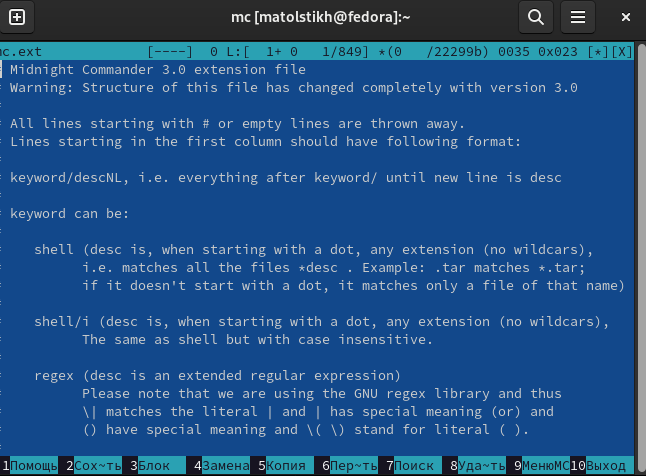 mc [matolstikh@fedora]:~
mc.ext [----] 0 L:[ 1+ 0 1/849] *(0 /22299b) 0035 0x023 [*][X]
# Midnight Commander 3.0 extension file
# Warning: Structure of this file has changed completely with version 3.0
#
# All lines starting with # or empty lines are thrown away.
# Lines starting in the first column should have following format:
#
# keyword/descNL, i.e. everything after keyword/ until new line is desc
#
# keyword can be:
#
# shell (desc is, when starting with a dot, any extension (no wildcars),
# i.e. matches all the files *desc . Example: .tar matches *.tar;
# if it doesn't start with a dot, it matches only a file of that name)
#
# shell/i (desc is, when starting with a dot, any extension (no wildcars),
# The same as shell but with case insensitive.
#
# regex (desc is an extended regular expression)
# Please note that we are using the GNU regex library and thus
# \| matches the literal | and | has special meaning (or) and
# () have special meaning and \( \) stand for literal ( ).
#
1Помощь 2Сох~ть 3Блок 4Замена 5Копия 6Пер~ть 7Поиск 8Уда~ть 9МенюMC 10Выход